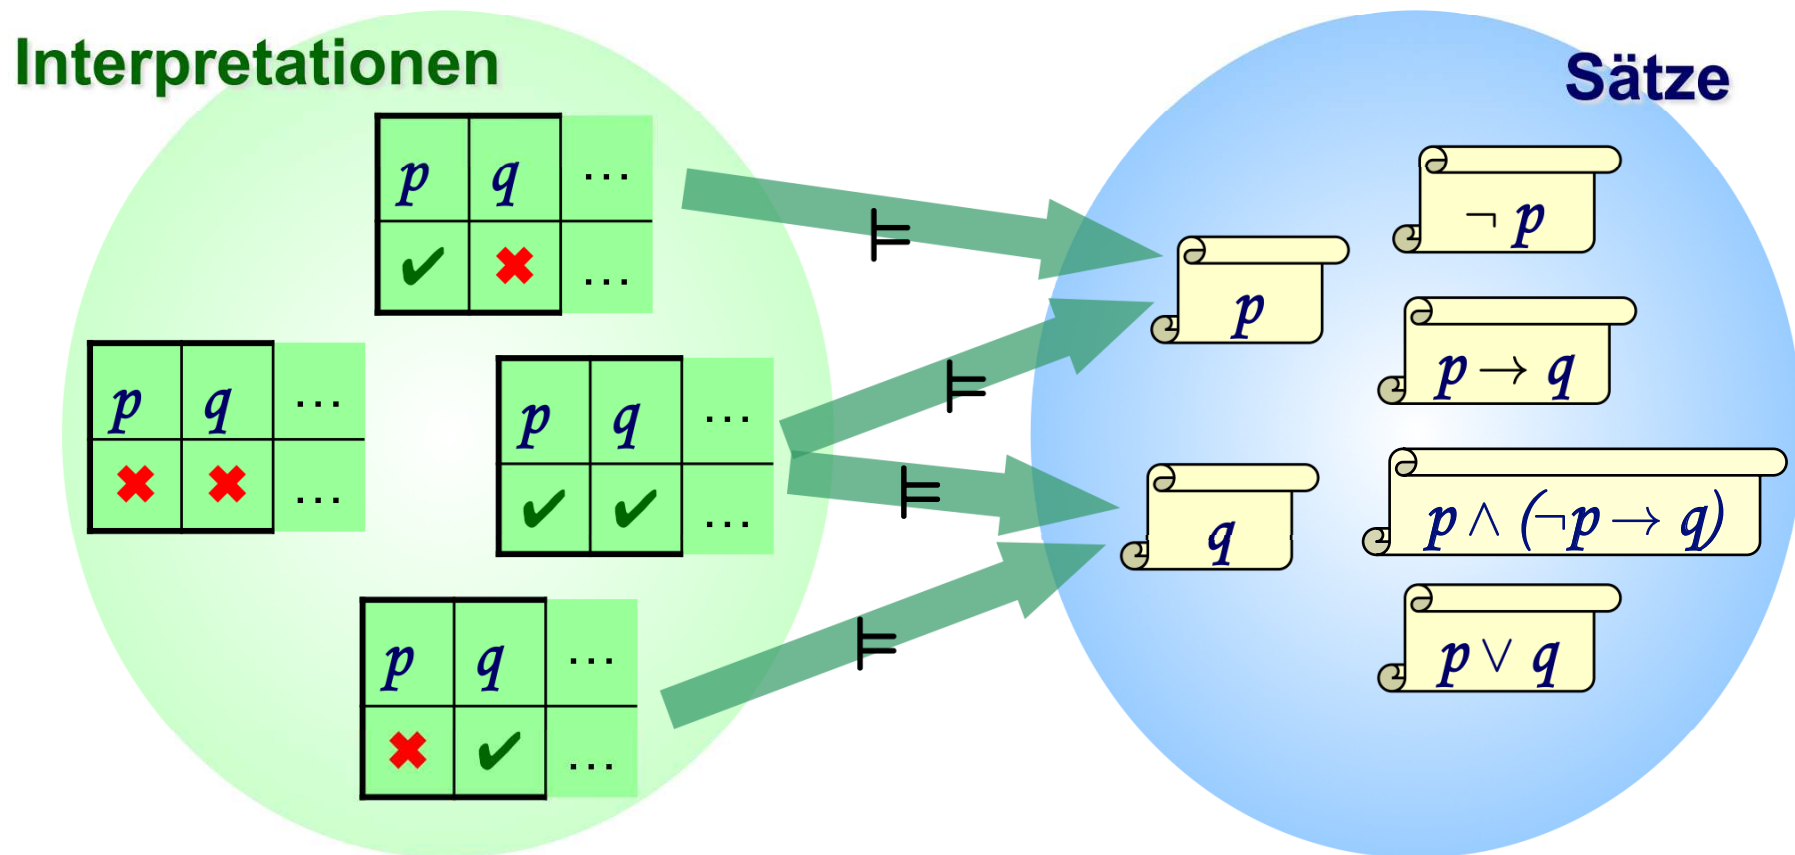 Interpretationen
Sätze
p q ...
✔ ✖ ...
p q ...
✖ ✖ ...
p q ...
✔ ✔ ...
p q ...
✖ ✔ ...
⊨
⊨
⊨
⊨
p
q
¬ p
p → q
p ∧ (¬p → q)
p ∨ q